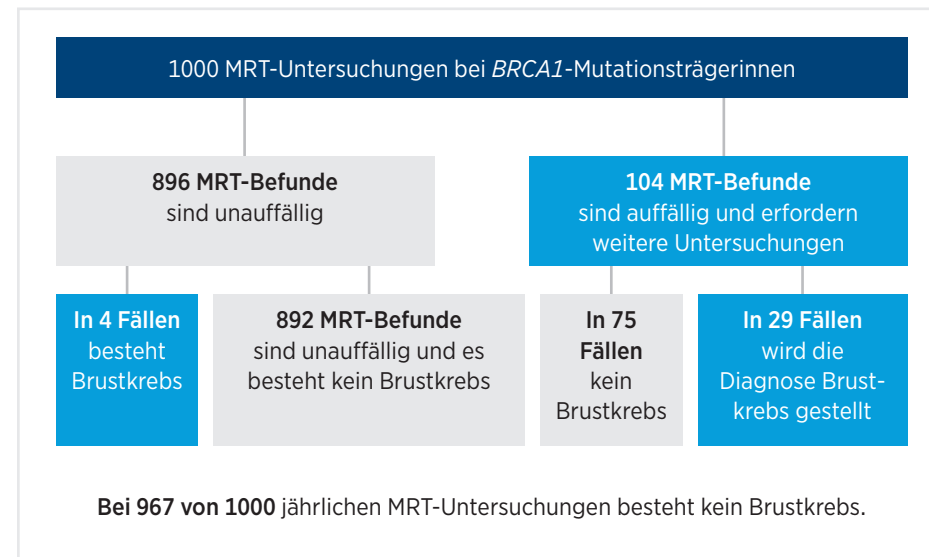 1000 MRT-Untersuchungen bei BRCA1-Mutationsträgerinnen
896 MRT-Befunde
sind unauffällig
104 MRT-Befunde
sind auffällig und erfordern
weitere Untersuchungen
In 4 Fällen
besteht
Brustkrebs
892 MRT-Befunde
sind unauffällig und es
besteht kein Brustkrebs
In 75
Fällen
kein
Brustkrebs
In 29 Fällen
wird die
Diagnose Brust-
krebs gestellt
Bei 967 von 1000 jährlichen MRT-Untersuchungen besteht kein Brustkrebs.